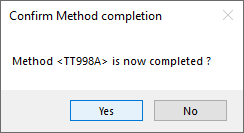 Confirm Method completion
Method <TT998A> is now completed ?
Yes No